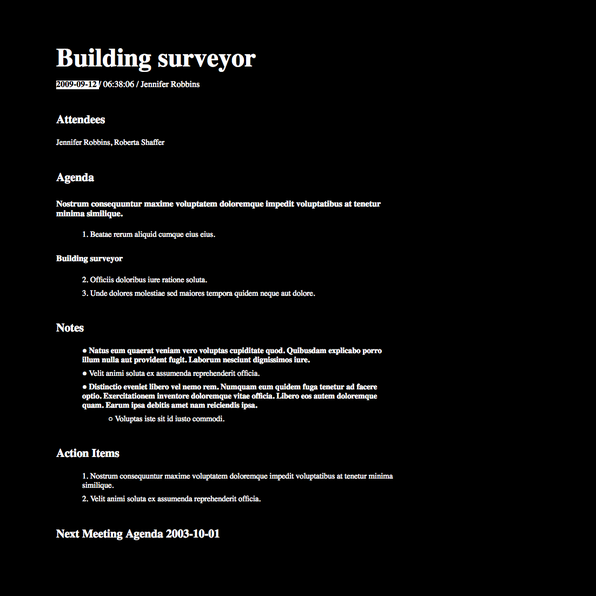 Building surveyor
2009-09-12 / 06:38:06 / Jennifer Robbins
Attendees
Jennifer Robbins, Roberta Shaffer
Agenda
Nostrum consequuntur maxime voluptatem doloremque impedit voluptatibus at tenetur
minima similique.
1. Beatae rerum aliquid cumque eius eius.
Building surveyor
2. Officiis doloribus iure ratione soluta.
3. Unde dolores molestiae sed maiores tempora quidem neque aut dolore.
Notes
● Natus eum quaerat veniam vero voluptas cupiditate quod. Quibusdam explicabo porro
illum nulla aut provident fugit. Laborum nesciunt dignissimos iure.
● Velit animi soluta ex assumenda reprehenderit officia.
● Distinctio eveniet libero vel nemo rem. Numquam eum quidem fuga tenetur ad facere
optio. Exercitationem inventore doloremque vitae officia. Libero eos autem doloremque
quam. Earum ipsa debitis amet nam reiciendis ipsa.
○ Voluptas iste sit id iusto commodi.
Action Items
1. Nostrum consequuntur maxime voluptatem doloremque impedit voluptatibus at tenetur minima
similique.
2. Velit animi soluta ex assumenda reprehenderit officia.
Next Meeting Agenda 2003-10-01